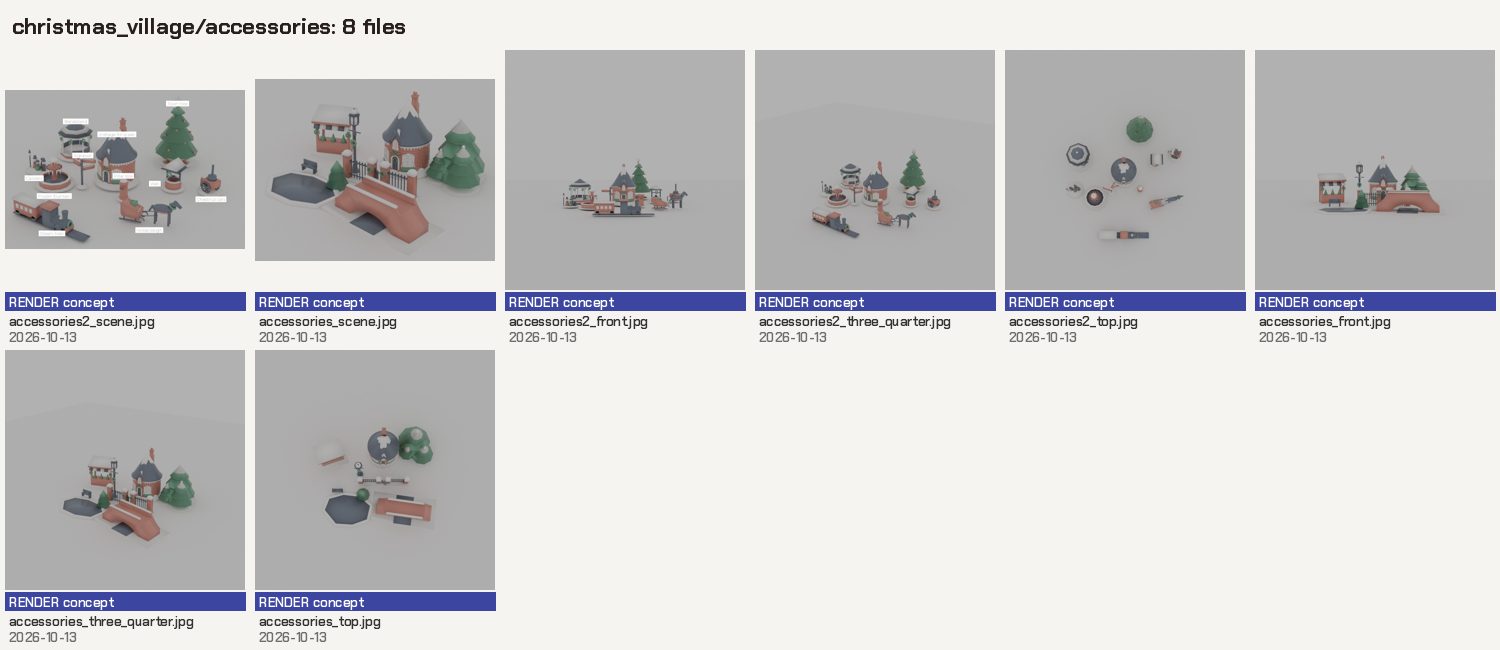 christmas_village/accessories: 8 files
RENDER concept
accessories2_scene.jpg
2026-10-13
RENDER concept
accessories_scene.jpg
2026-10-13
RENDER concept
accessories2_front.jpg
2026-10-13
RENDER concept
accessories2_three_quarter.jpg
2026-10-13
RENDER concept
accessories2_top.jpg
2026-10-13
RENDER concept
accessories_front.jpg
2026-10-13
RENDER concept
accessories_three_quarter.jpg
2026-10-13
RENDER concept
accessories_top.jpg
2026-10-13